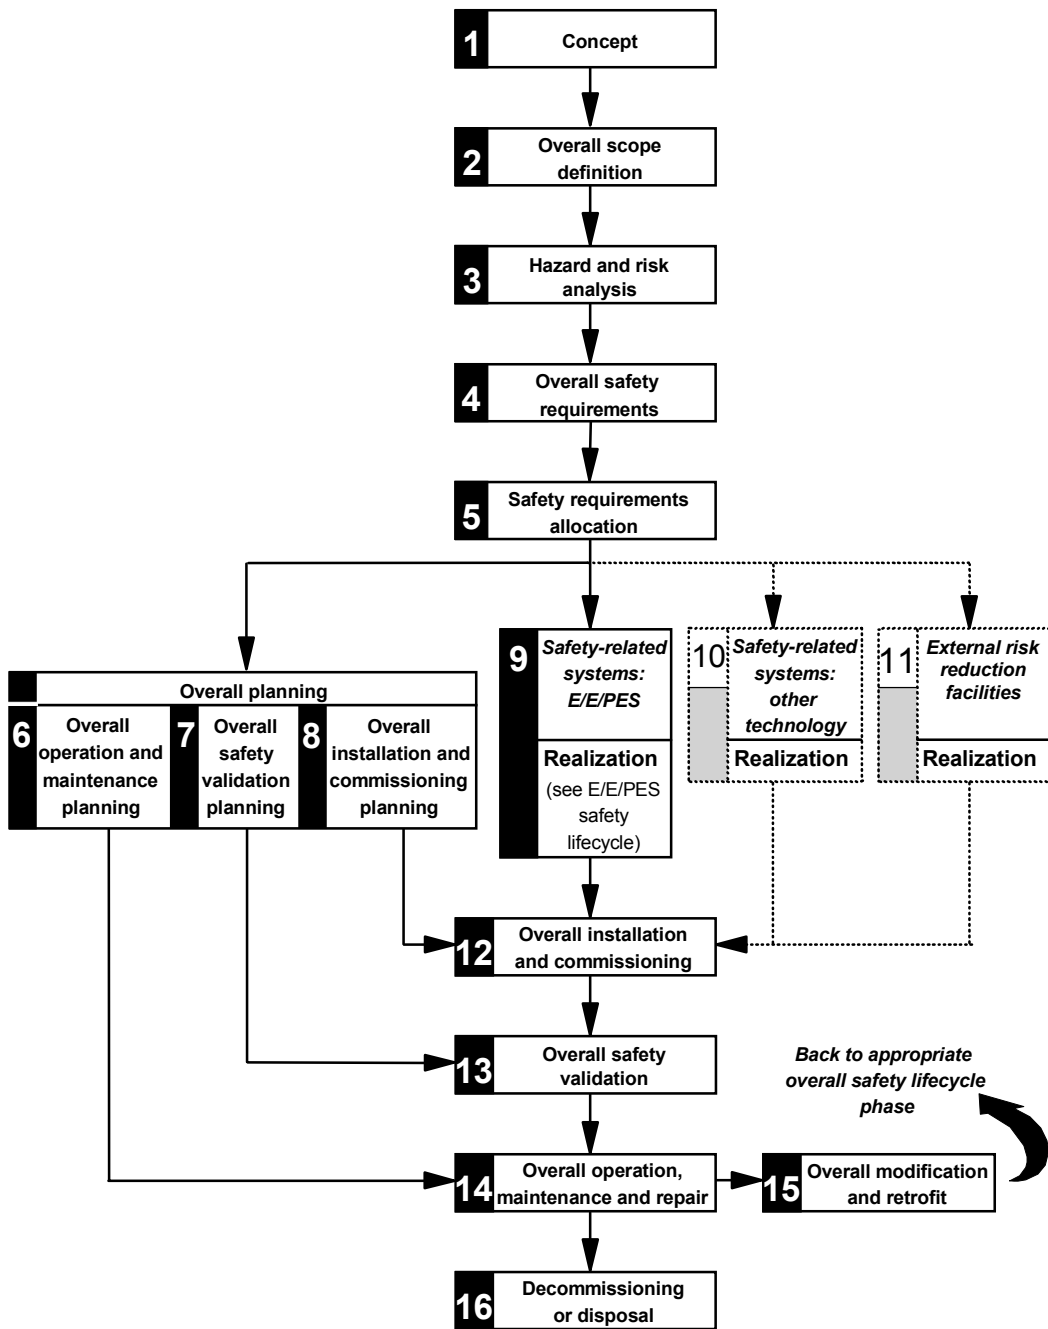 1
Concept
2
Overall scope
definition
3
Hazard and risk
analysis
4
Overall safety
requirements
5
Safety requirements
allocation
Overall planning
6
Overall
operation and
maintenance
planning
7
Overall
safety
validation
planning
8
Overall
installation and
commissioning
planning
9
Safety-related
systems:
E/E/PES
Realization
(see E/E/PES
safety
lifecycle)
10
Safety-related
systems:
other
technology
Realization
11
External risk
reduction
facilities
Realization
12
Overall installation
and commissioning
13
Overall safety
validation
Back to appropriate
overall safety lifecycle
phase
14
Overall operation,
maintenance and repair
15
Overall modification
and retrofit
16
Decommissioning
or disposal